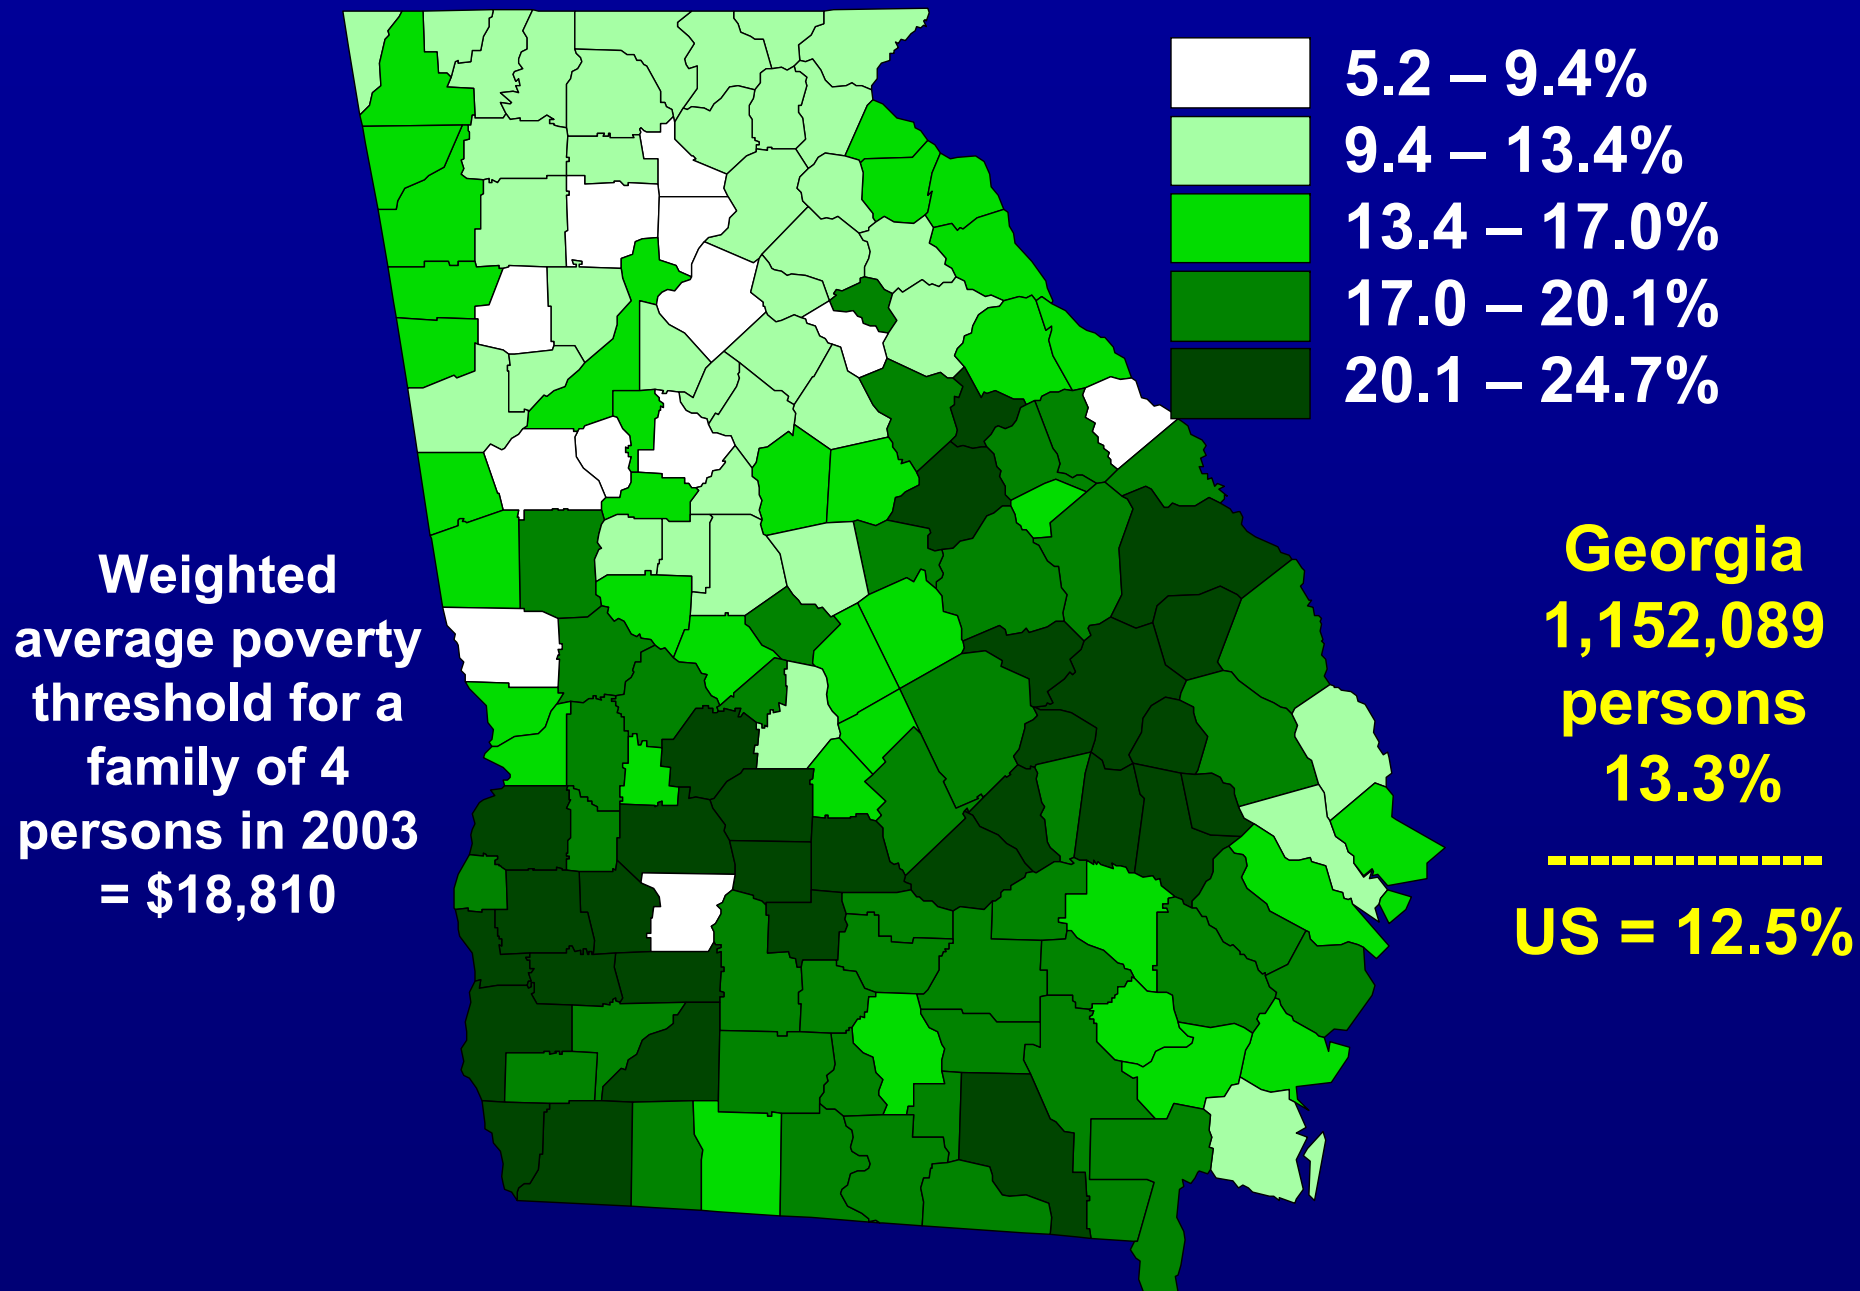 5.2 – 9.4%
9.4 – 13.4%
13.4 – 17.0%
17.0 – 20.1%
20.1 – 24.7%
Weighted
average poverty
threshold for a
family of 4
persons in 2003
= $18,810
Georgia
1,152,089
persons
13.3%
-------------
US = 12.5%